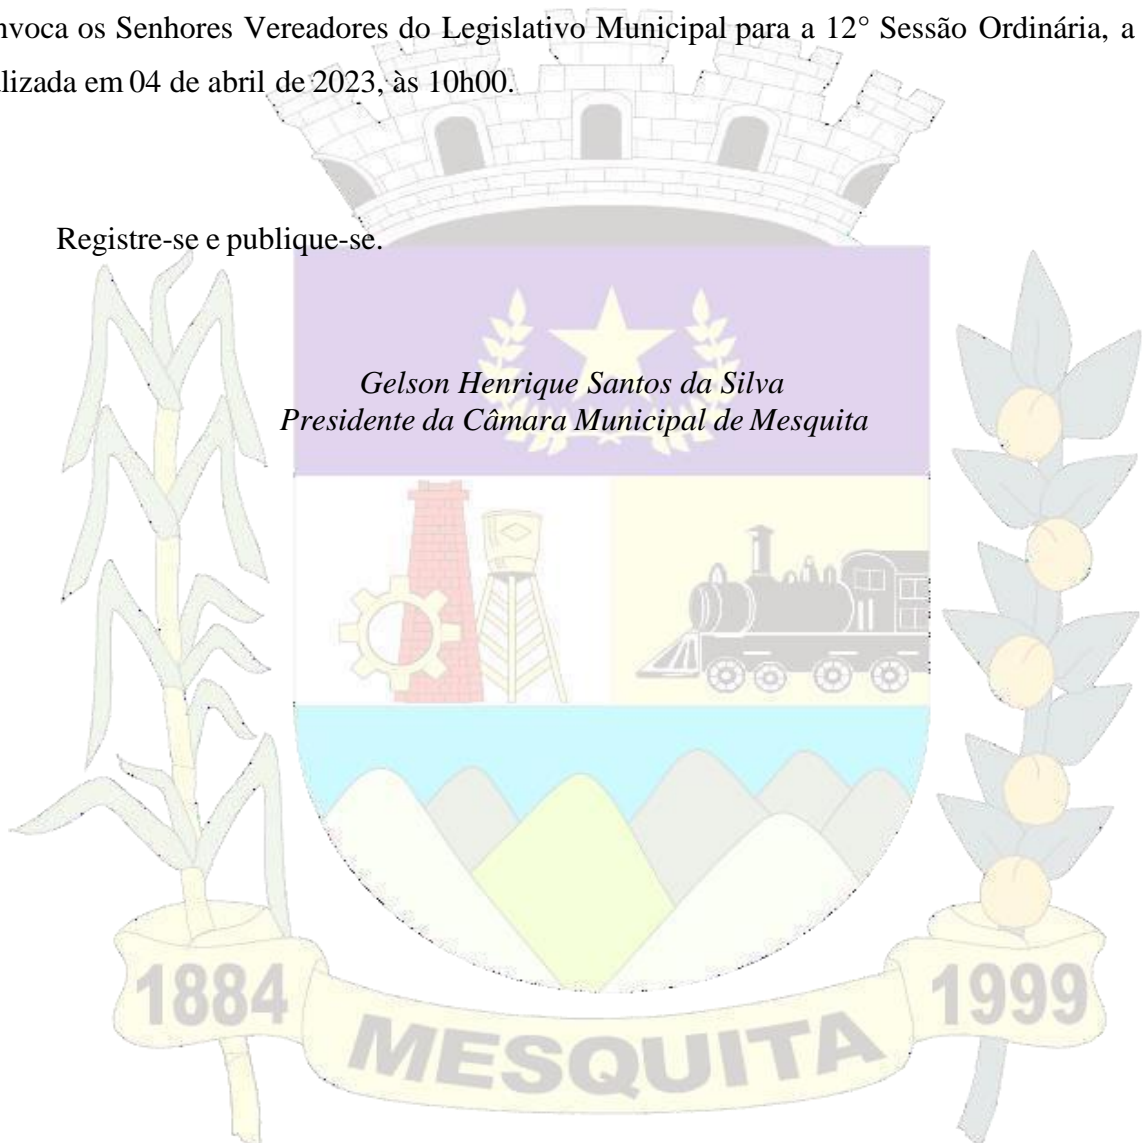 nvoca os Senhores Vereadores do Legislativo Municipal para a 12° Sessão Ordinária, a
lizada em 04 de abril de 2023, às 10h00.
Registre-se e publique-se.
Gelson Henrique Santos da Silva
Presidente da Câmara Municipal de Mesquita
1884
MESQUITA
1999